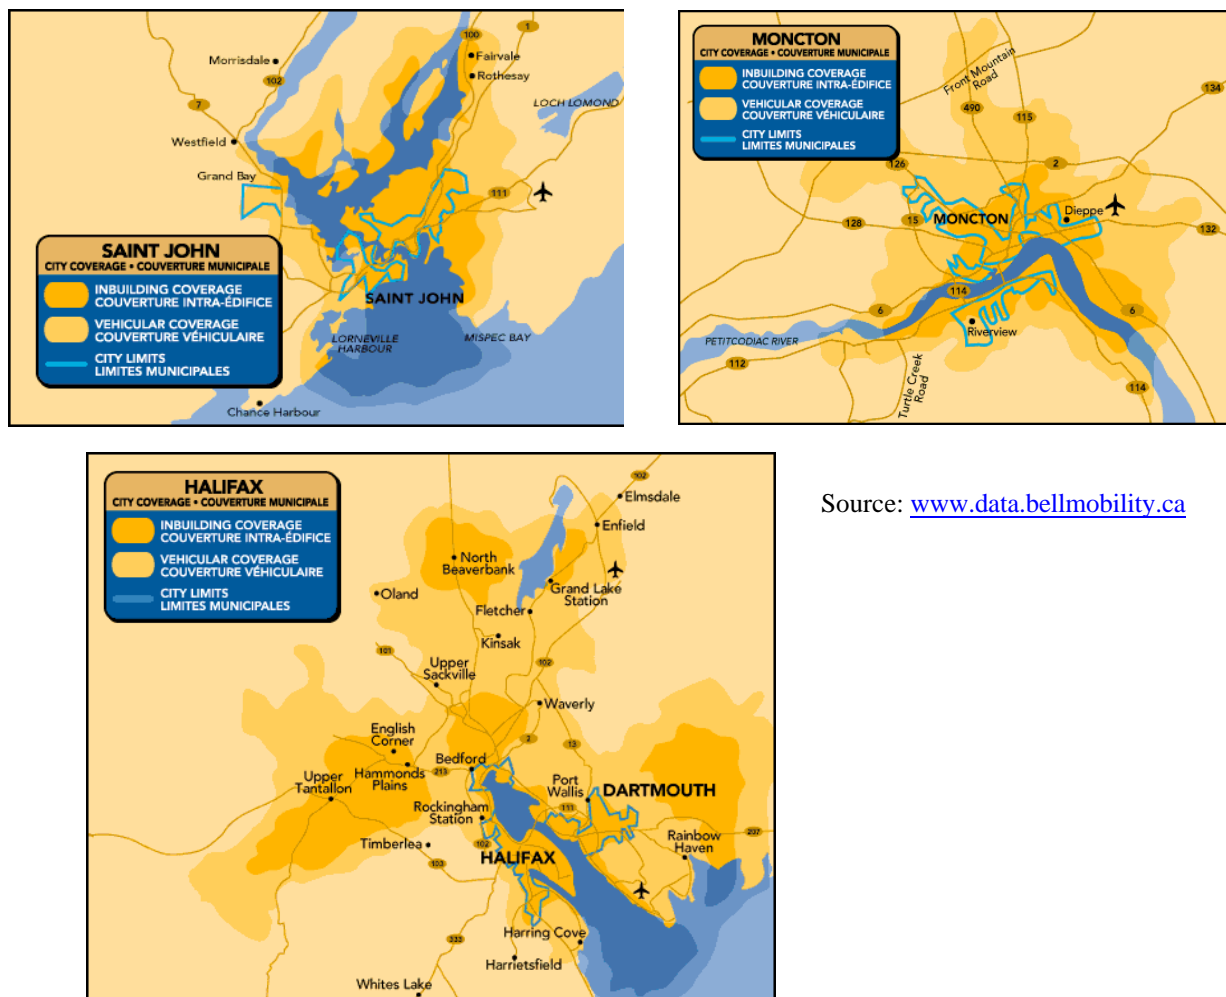 SAINT JOHN
CITY COVERAGE • COUVERTURE MUNICIPALE
INBUILDING COVERAGE
COUVERTURE INTRA-ÉDIFICE
VEHICULAR COVERAGE
COUVERTURE VÉHICULAIRE
CITY LIMITS
LIMITES MUNICIPALES
1
100
Fairvale
Morrisdale
Rothesay
102
LOCH LOMOND
7
Westfield
Grand Bay
111
SAINT JOHN
LORNEVILLE
HARBOUR
MISPEC BAY
Chance Harbour
MONCTON
CITY COVERAGE • COUVERTURE MUNICIPALE
INBUILDING COVERAGE
COUVERTURE INTRA-ÉDIFICE
VEHICULAR COVERAGE
COUVERTURE VÉHICULAIRE
CITY LIMITS
LIMITES MUNICIPALES
Front Mountain
Road
134
490
115
126
2
128
15
MONCTON
Dieppe
132
114
6
6
Riverview
PETITCODIAC RIVER
112
Turtle Creek
Road
114
HALIFAX
CITY COVERAGE • COUVERTURE MUNICIPALE
INBUILDING COVERAGE
COUVERTURE INTRA-ÉDIFICE
VEHICULAR COVERAGE
COUVERTURE VÉHICULAIRE
CITY LIMITS
LIMITES MUNICIPALES
102
Elmsdale
Enfield
North
Beaverbank
Grand Lake
Station
Oland
Fletcher
Kinsak
101
102
Upper
Sackville
Waverly
English
Corner
2
13
Bedford
Hammonds
Plains
213
Upper
Tantallon
Port
Wallis
DARTMOUTH
Rockingham
Station
111
Rainbow
Haven
207
Timberlea
102
HALIFAX
103
Harring Cove
333
Harrietsfield
Whites Lake
Source: www.data.bellmobility.ca